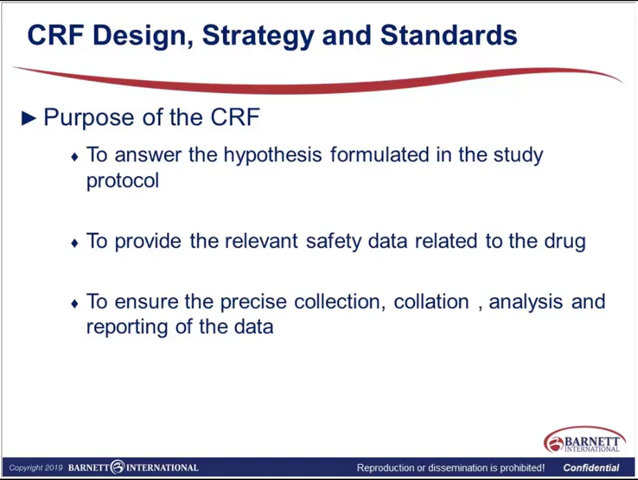 CRF Design, Strategy and Standards
Purpose of the CRF
To answer the hypothesis formulated in the study
protocol
To provide the relevant safety data related to the drug
To ensure the precise collection, collation , analysis and
reporting of the data
BARNETT
INTERNATIONAL
Copyright 2019 BARNETT INTERNATIONAL
Reproduction or dissemination is prohibited! Confidential